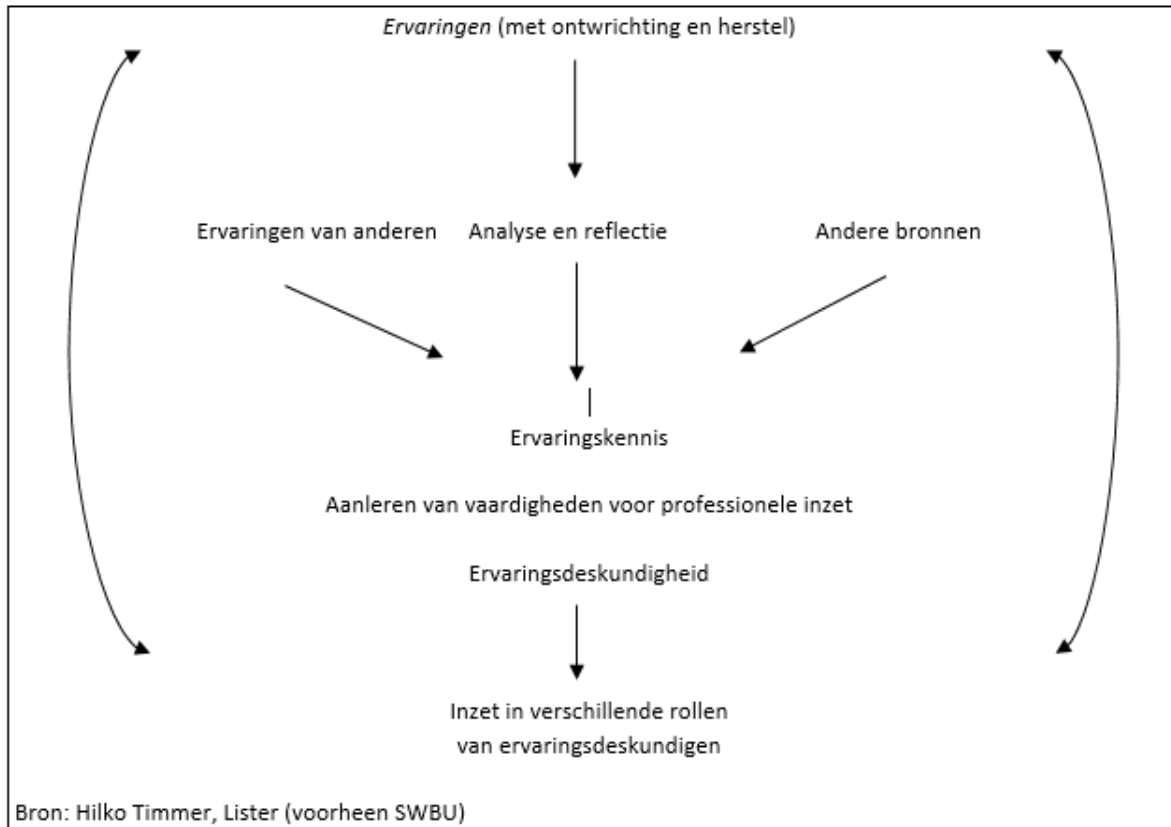 Ervaringen (met ontwrichting en herstel)
Ervaringen van anderen
Analyse en reflectie
Andere bronnen
Ervaringskennis
Aanleren van vaardigheden voor professionele inzet
Ervaringsdeskundigheid
Inzet in verschillende rollen
van ervaringsdeskundigen
Bron: Hilko Timmer, Lister (voorheen SWBU)